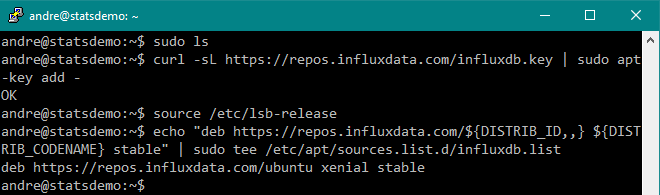 andre@statsdemo: ~
andre@statsdemo:~$ sudo ls
andre@statsdemo:~$ curl -sL https://repos.influxdata.com/influxdb.key | sudo apt
-key add -
OK
andre@statsdemo:~$ source /etc/lsb-release
andre@statsdemo:~$ echo "deb https://repos.influxdata.com/${DISTRIB_ID,,} ${DIST
RIB_CODENAME} stable" | sudo tee /etc/apt/sources.list.d/influxdb.list
deb https://repos.influxdata.com/ubuntu xenial stable
andre@statsdemo:~$